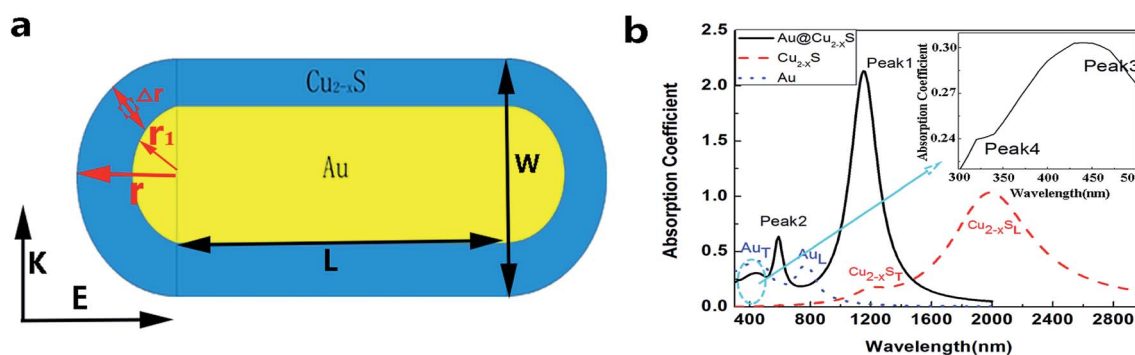 a
Cu2-xS
Δr
r1
r
Au
W
L
K
E
b
Absorption Coefficient
2.5
2.0
1.5
1.0
0.5
0.0
Au@Cu2-xS
Cu2-xS
Au
Peak1
Peak2
AuT
AuL
Cu2-xST
Cu2-xSL
300 400 800 1200 1600 2000 2400 2800
Wavelength(nm)
Absorption Coefficient
0.30
0.27
0.24
Peak3
Peak4
300 350 400 450 500
Wavelength(nm)